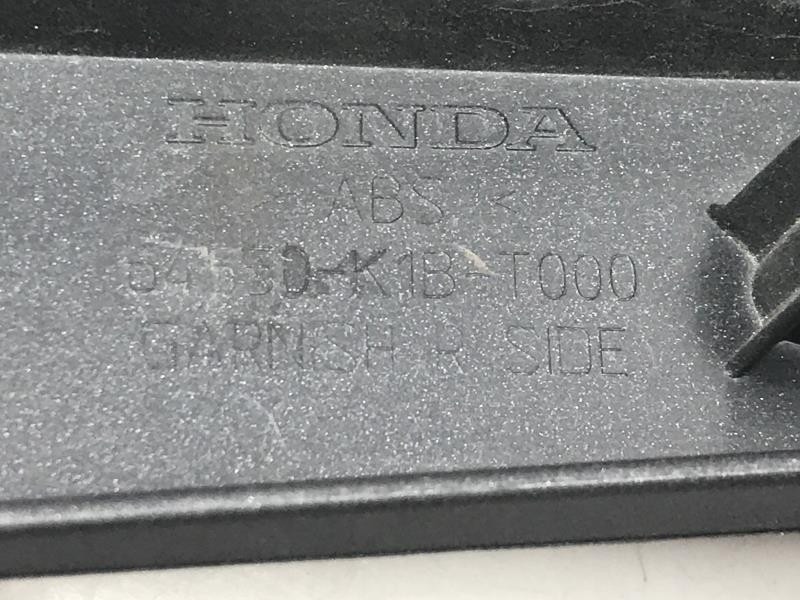 HONDA
ABS <
64530-K1B-T000
GARNISH R SIDE